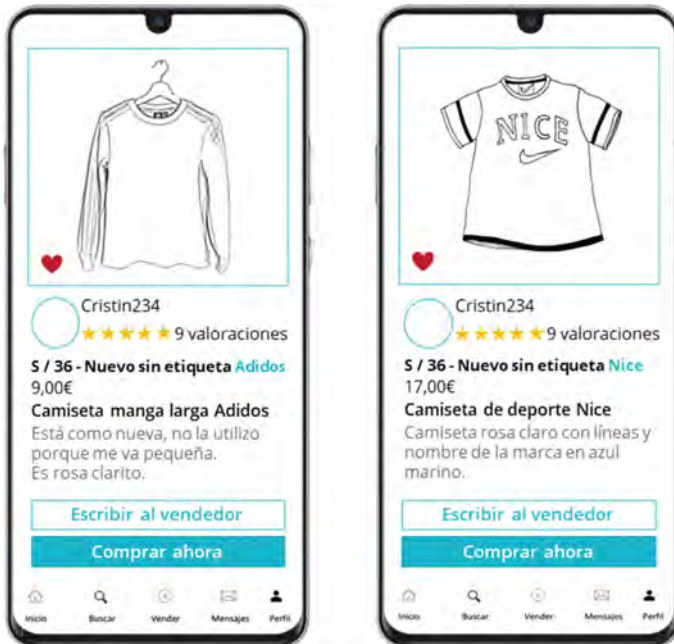 Cristin234
9 valoraciones
S / 36 - Nuevo sin etiqueta Adidos
9,00€
Camiseta manga larga Adidos
Está como nueva, no la utilizo
porque me va pequeña.
Es rosa clarito.
Escribir al vendedor
Comprar ahora
Inicio
Buscar
Vender
Mensajes
Perfil
NICE
Cristin234
9 valoraciones
S / 36 - Nuevo sin etiqueta Nice
17,00€
Camiseta de deporte Nice
Camiseta rosa claro con líneas y
nombre de la marca en azul
marino.
Escribir al vendedor
Comprar ahora
Inicio
Buscar
Vender
Mensajes
Perfil